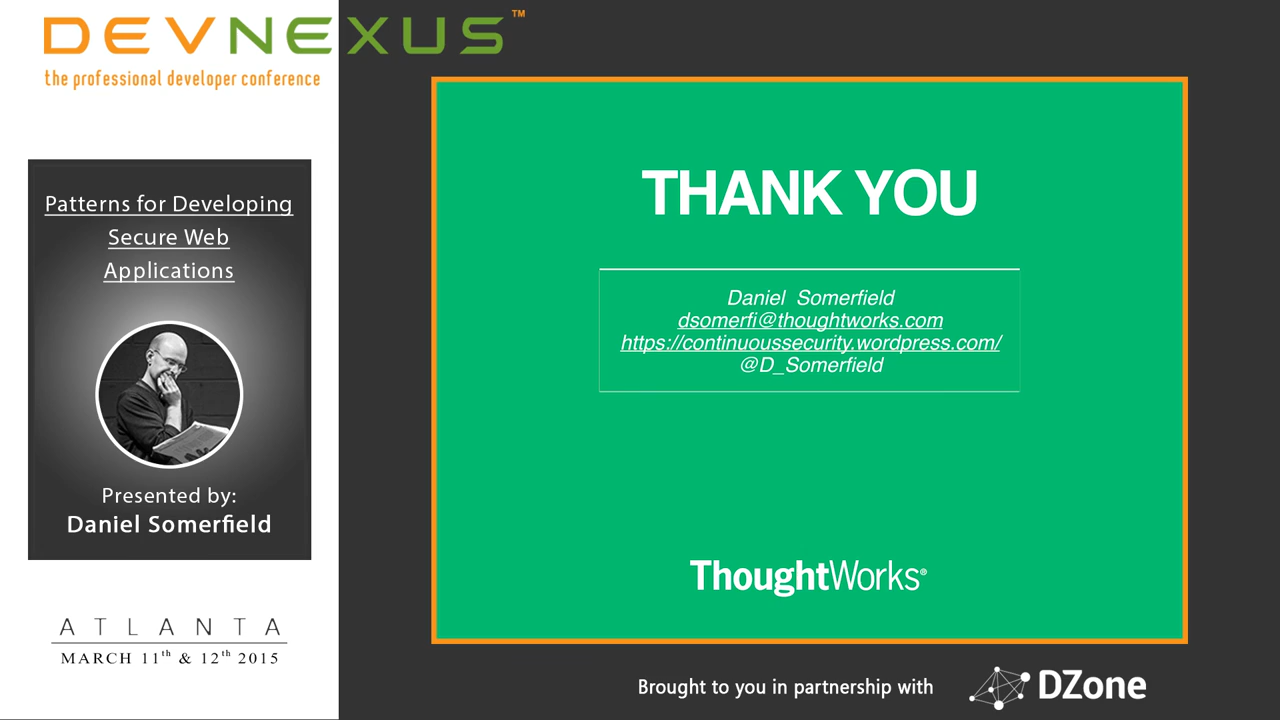 DEVNEXUS™
the professional developer conference
Patterns for Developing
Secure Web
Applications
Presented by:
Daniel Somerfield
ATLANTA
MARCH 11th & 12th 2015
THANK YOU
Daniel Somerfield
dsomerfi@thoughtworks.com
https://continuoussecurity.wordpress.com/
@D_Somerfield
ThoughtWorks®
Brought to you in partnership with
DZone